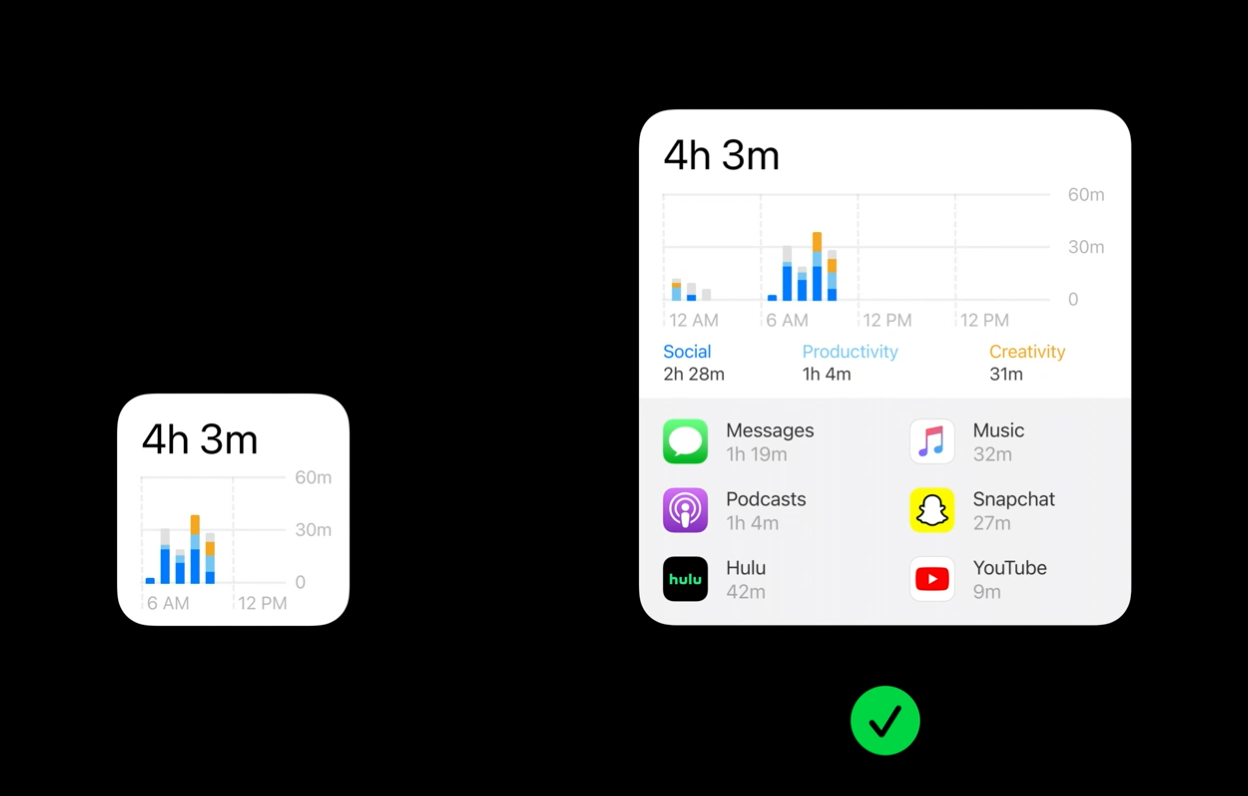 4h 3m
60m
30m
0
6 AM 12 PM
4h 3m
60m
30m
0
12 AM 6 AM 12 PM 12 PM
Social Productivity Creativity
2h 28m 1h 4m 31m
Messages Music
1h 19m 32m
Podcasts Snapchat
1h 4m 27m
hulu Hulu YouTube
42m 9m